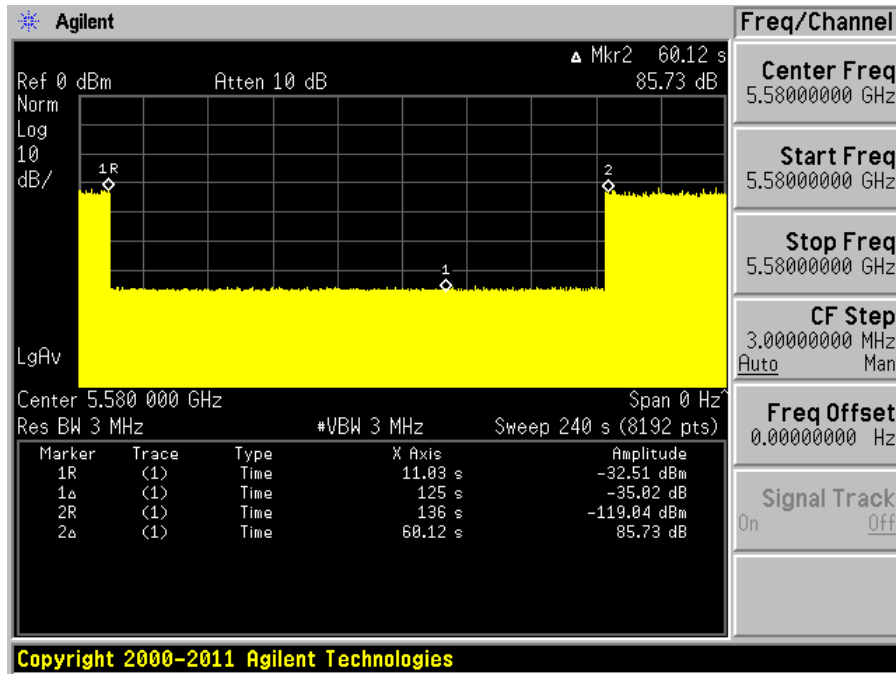 Agilent
Freq/Channel
Δ Mkr2 60.12 s
Ref 0 dBm Atten 10 dB 85.73 dB
Norm
Log
10
dB/
1R
2
1
LgAv
Center 5.580 000 GHz Span 0 Hz^
Res BW 3 MHz #VBW 3 MHz Sweep 240 s (8192 pts)
Marker Trace Type X Axis Amplitude
1R (1) Time 11.03 s -32.51 dBm
1Δ (1) Time 125 s -35.02 dB
2R (1) Time 136 s -119.04 dBm
2Δ (1) Time 60.12 s 85.73 dB
Center Freq
5.58000000 GHz
Start Freq
5.58000000 GHz
Stop Freq
5.58000000 GHz
CF Step
3.00000000 MHz
Auto Man
Freq Offset
0.00000000 Hz
Signal Track
On Off
Copyright 2000-2011 Agilent Technologies